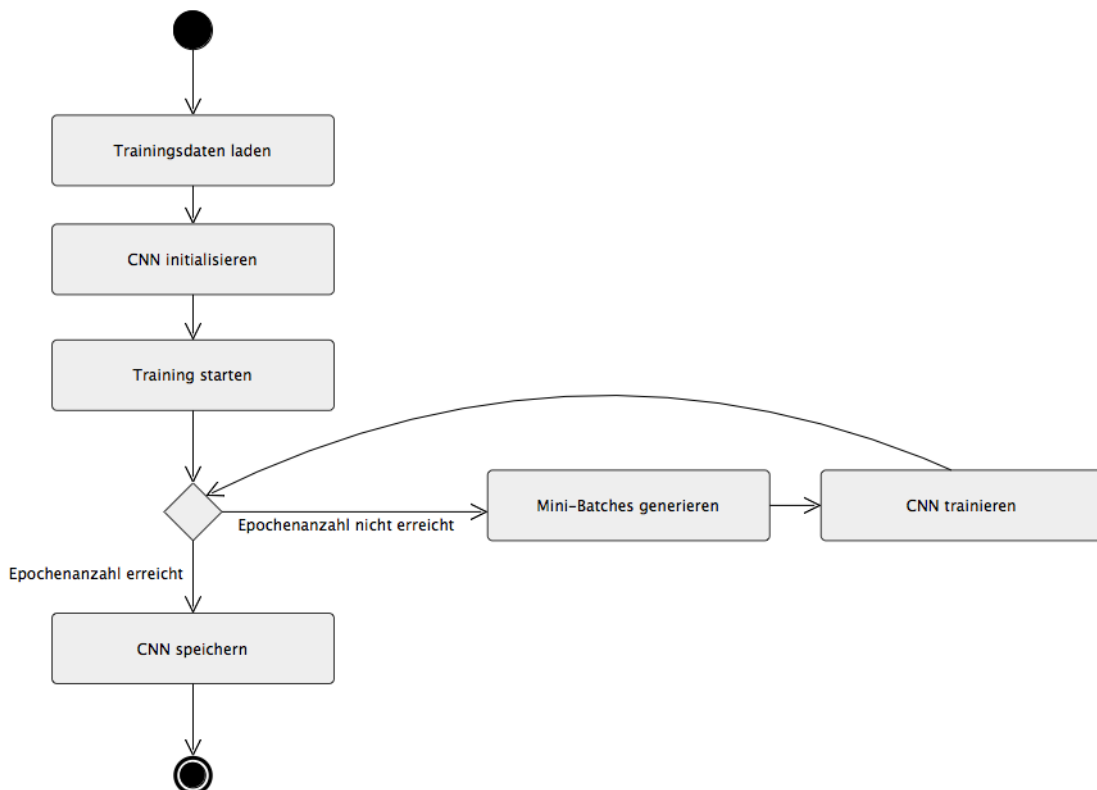 Trainingsdaten laden
CNN initialisieren
Training starten
Epochenanzahl nicht erreicht
Mini-Batches generieren
CNN trainieren
Epochenanzahl erreicht
CNN speichern